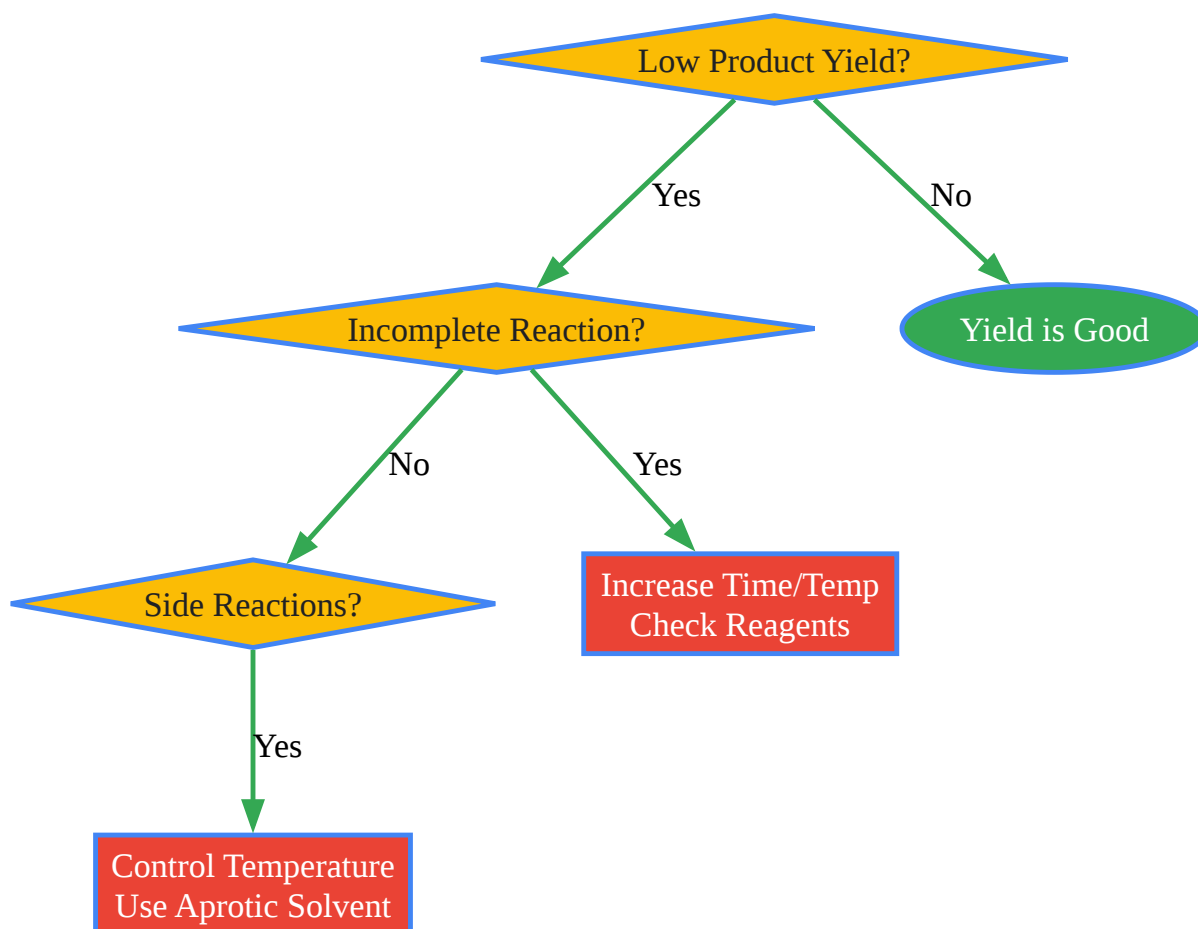 Low Product Yield?
Yes
No
Incomplete Reaction?
Yield is Good
No
Yes
Side Reactions?
Increase Time/Temp
Check Reagents
Yes
Control Temperature
Use Aprotic Solvent